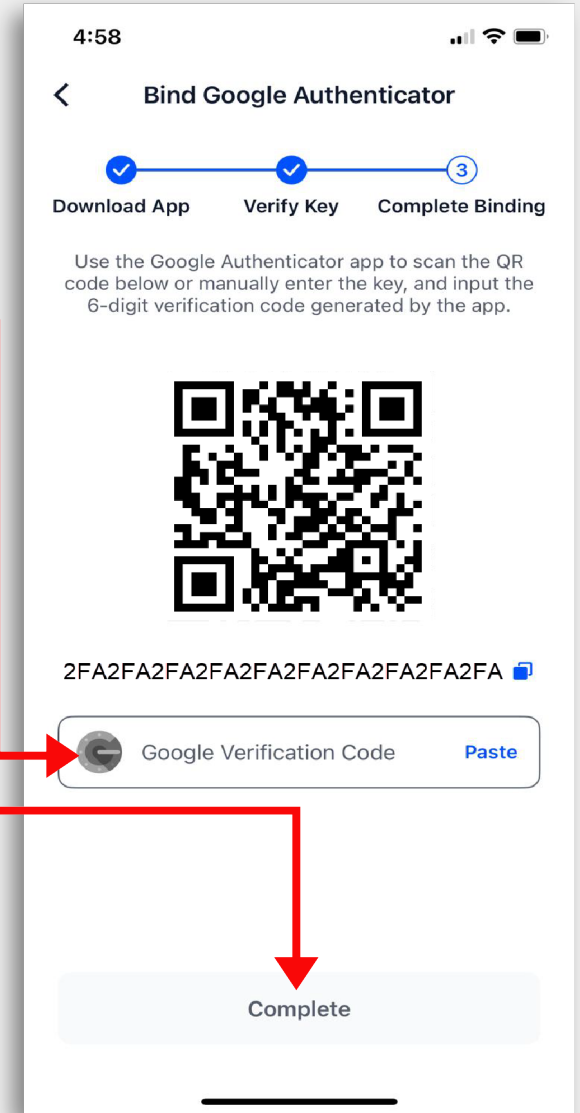 4:58
Bind Google Authenticator
3
Download App Verify Key Complete Binding
Use the Google Authenticator app to scan the QR
code below or manually enter the key, and input the
6-digit verification code generated by the app.
2FA2FA2FA2FA2FA2FA2FA2FA2FA2FA2FA
Google Verification Code Paste
Complete